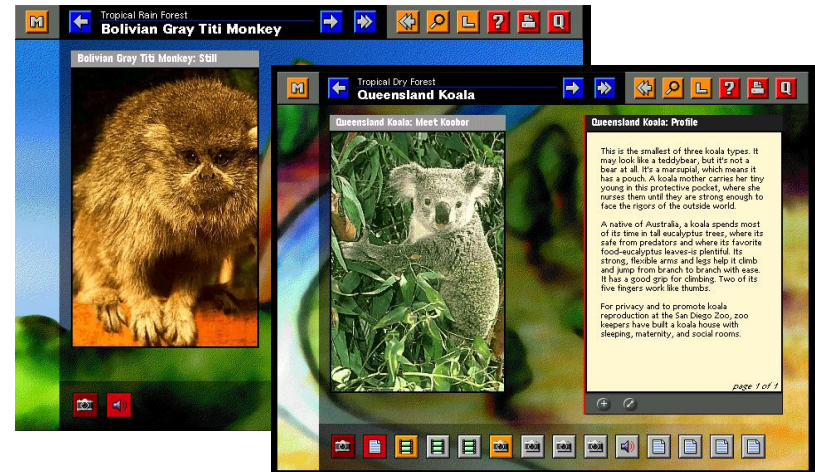 M
Tropical Rain Forest
Bolivian Gray Titi Monkey
L
?
Q
Bolivian Gray Titi Monkey: Still
M
Tropical Dry Forest
Queensland Koala
L
?
Q
Queensland Koala: Meet Koobor
Queensland Koala: Profile
This is the smallest of three koala types. It
may look like a teddybear, but it's not a
bear at all. It's a marsupial, which means it
has a pouch. A koala mother carries her tiny
young in this protective pocket, where she
nurses them until they are strong enough to
face the rigors of the outside world.
A native of Australia, a koala spends most
of its time in tall eucalyptus trees, where its
safe from predators and where its favorite
food-eucalyptus leaves-is plentiful. Its
strong, flexible arms and legs help it climb
and jump from branch to branch with ease.
It has a good grip for climbing. Two of its
five fingers work like thumbs.
For privacy and to promote koala
reproduction at the San Diego Zoo, zoo
keepers have built a koala house with
sleeping, maternity, and social rooms.
page 1 of 1